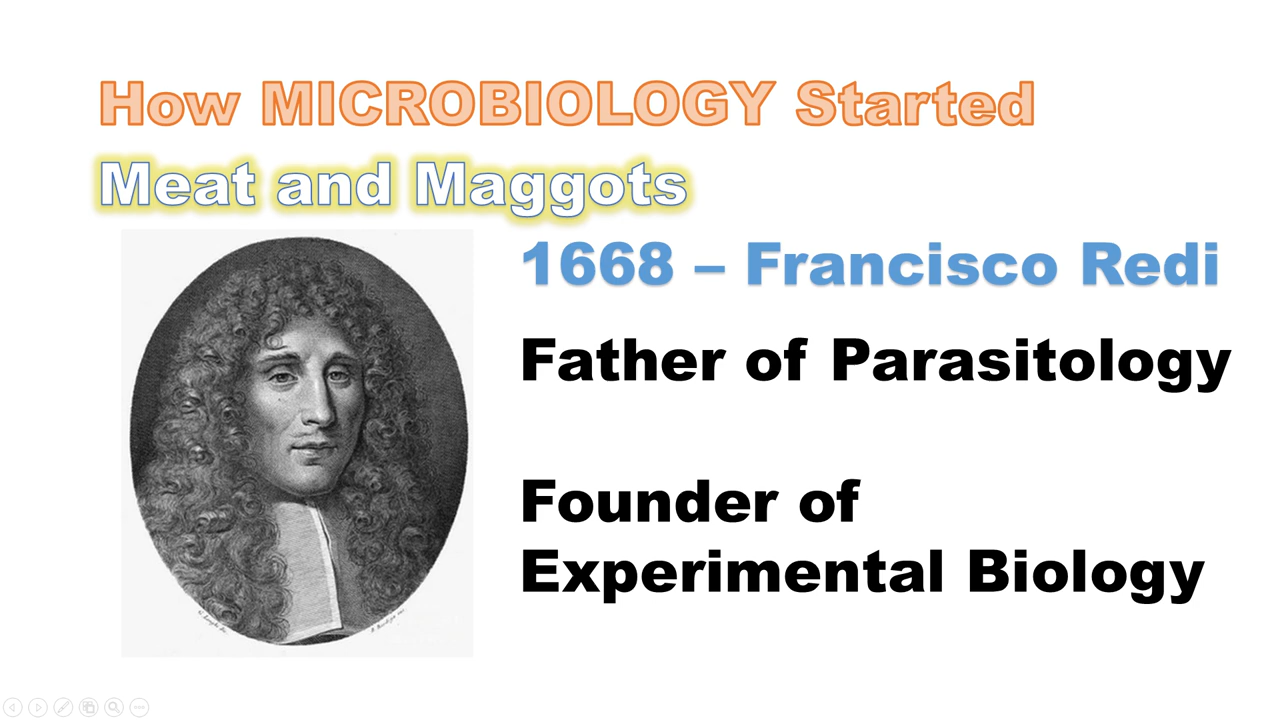 How MICROBIOLOGY Started
Meat and Maggots
1668 – Francisco Redi
Father of Parasitology
Founder of
Experimental Biology